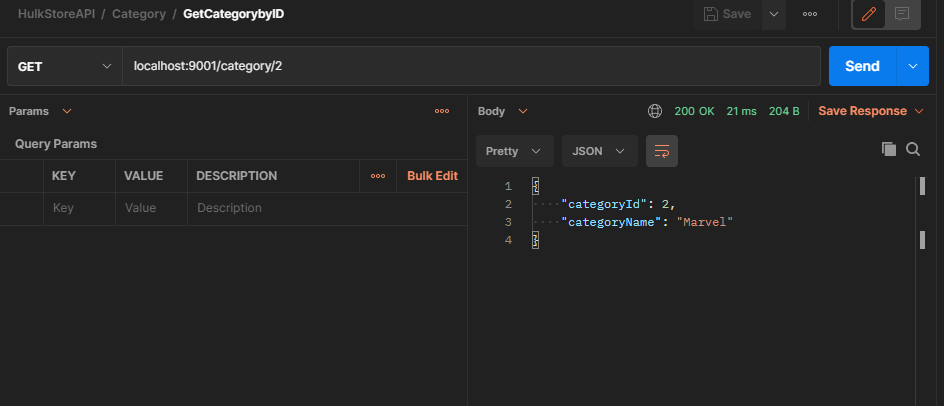 HulkStoreAPI / Category / GetCategorybyID
Save
GET
localhost:9001/category/2
Send
Params
Query Params
KEY VALUE DESCRIPTION Bulk Edit
Key Value Description
Body 200 OK 21 ms 204 B Save Response
Pretty JSON
1 {
2 "categoryId": 2,
3 "categoryName": "Marvel"
4 }